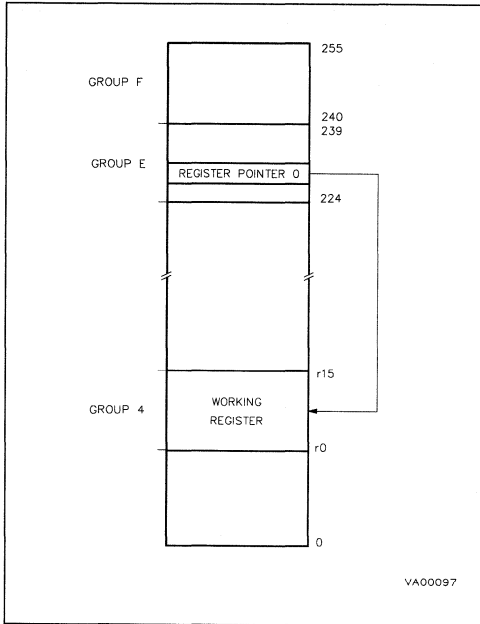 255
GROUP F
240
239
GROUP E
REGISTER POINTER 0
224
r15
WORKING
GROUP 4
REGISTER
r0
0
VA00097